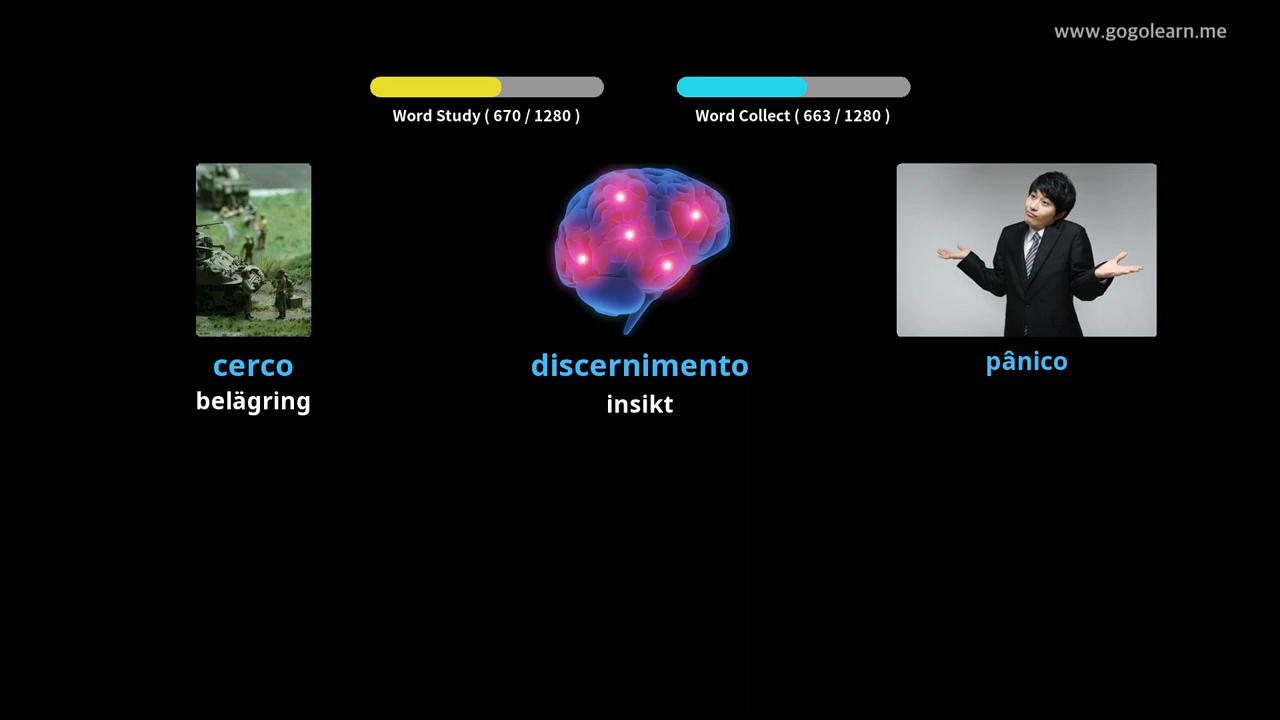 www.gogolearn.me
Word Study ( 670 / 1280 )
Word Collect ( 663 / 1280 )
cerco
belägring
discernimento
insikt
pânico